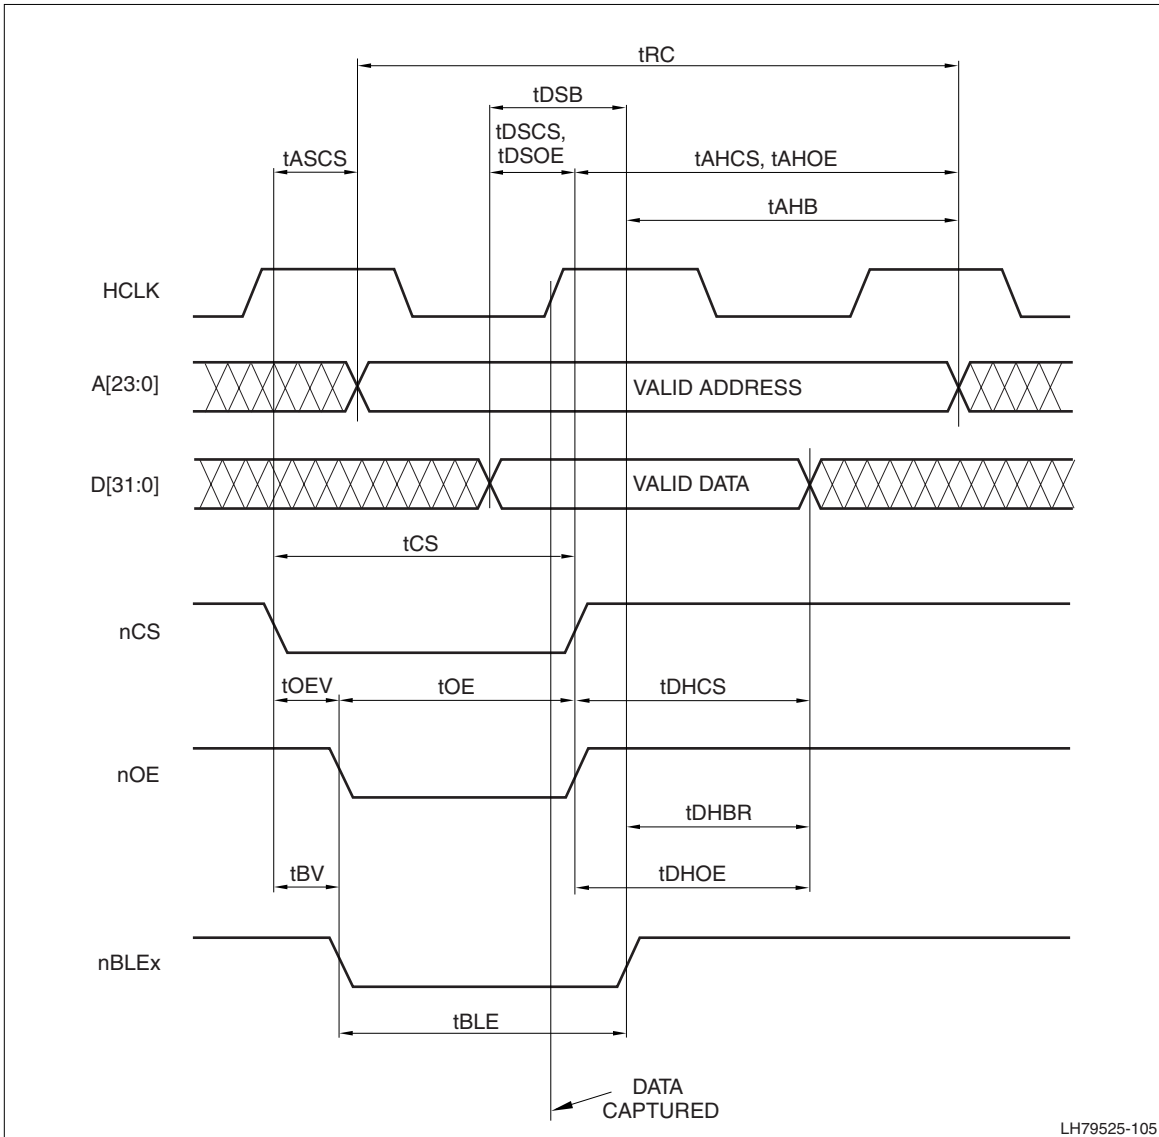 tRC
tDSB
tDSCS,
tDSOE
tASCS
tAHCS, tAHOE
tAHB
HCLK
A[23:0]
VALID ADDRESS
D[31:0]
VALID DATA
tCS
nCS
tOEV
tOE
tDHCS
nOE
tDHBR
tBV
tDHOE
nBLEx
tBLE
DATA
CAPTURED
LH79525-105